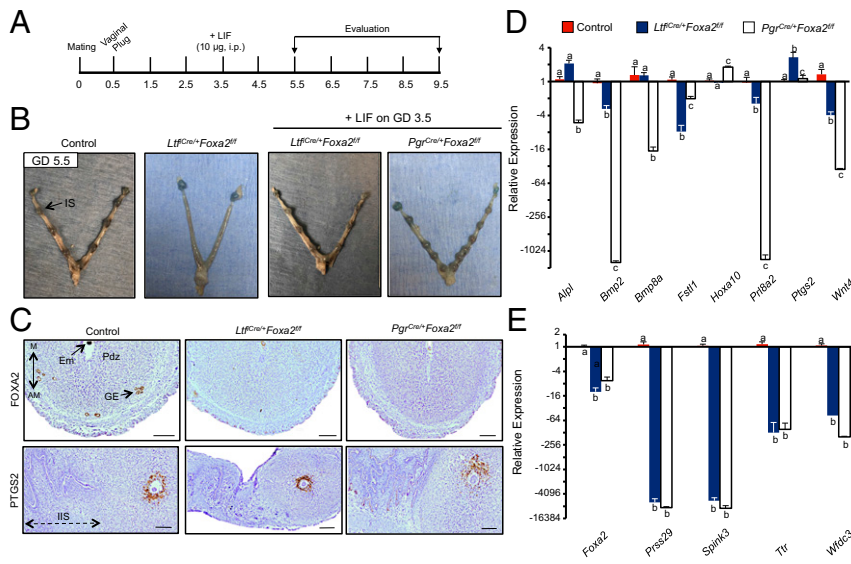 A
Mating
Vaginal
Plug
+ LIF
(10 µg, i.p.)
Evaluation
0 0.5 1.5 2.5 3.5 4.5 5.5 6.5 7.5 8.5 9.5
B
+ LIF on GD 3.5
Control
LtfiCre/+Foxa2f/f
LtfiCre/+Foxa2f/f
PgrCre/+Foxa2f/f
GD 5.5
IS
C
Control
LtfiCre/+Foxa2f/f
PgrCre/+Foxa2f/f
FOXA2
M
AM
Em
Pdz
GE
PTGS2
IIS
D
Control
LtfiCre/+Foxa2f/f
PgrCre/+Foxa2f/f
Relative Expression
4
1
-4
-16
-64
-256
-1024
a a b
a b c
a a b
a b c
a a c
a b c
a b c
a b c
Alpl
Bmp2
Bmp8a
Fstl1
Hoxa10
Prl8a2
Ptgs2
Wnt4
E
Relative Expression
2
1
-4
-16
-64
-256
-1024
-4096
-16384
a a b b
a b b
a b b
a b b
a b b
Foxa2
Prss29
Spink3
Ttr
Wfdc3